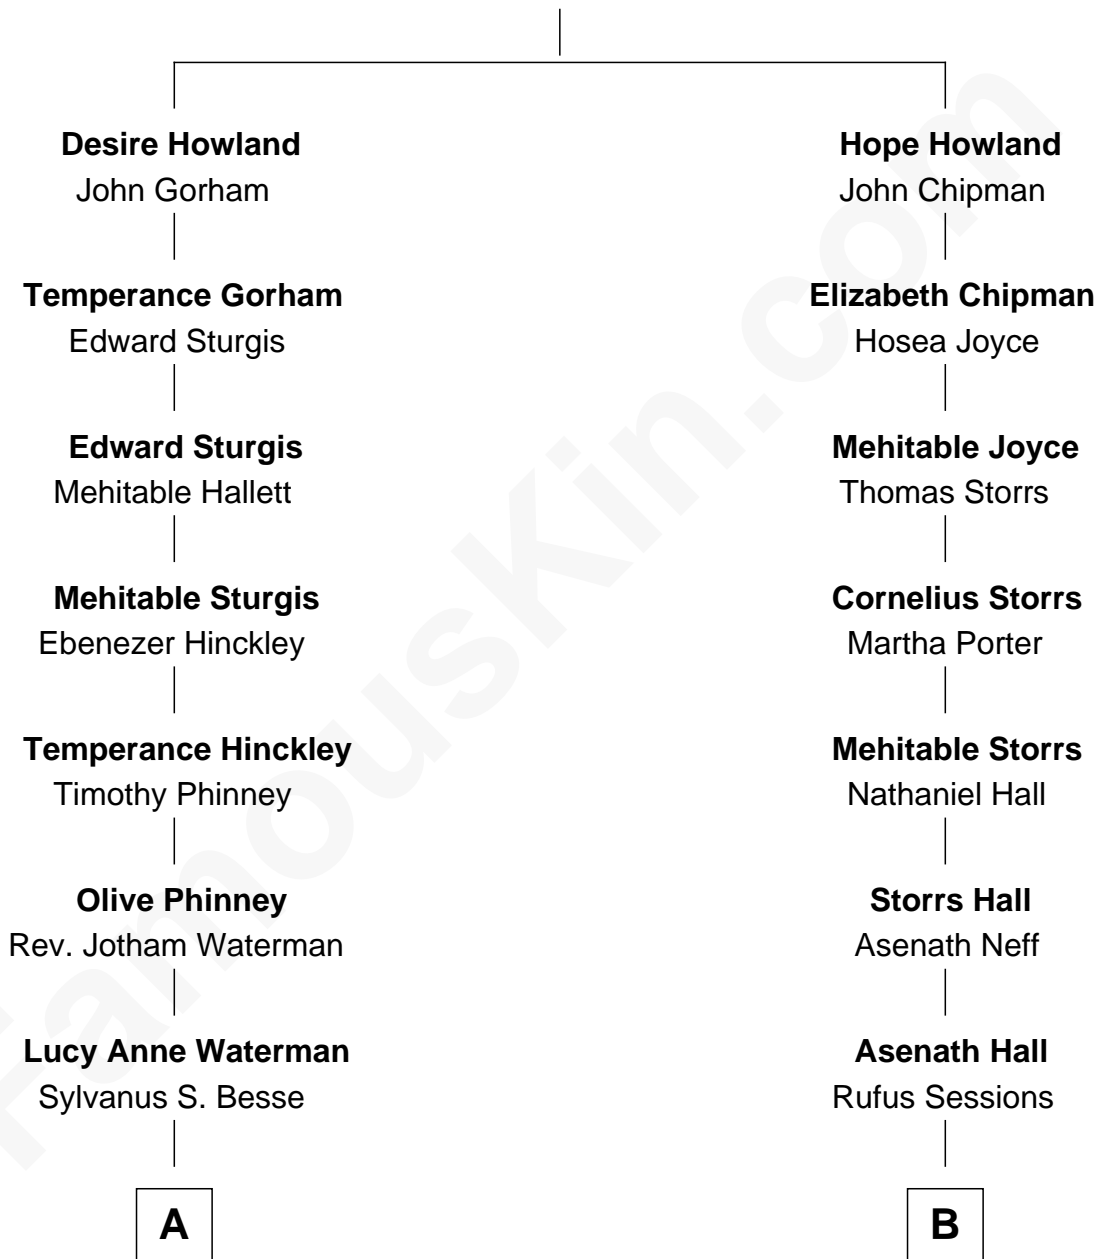 Desire Howland
John Gorham
Hope Howland
John Chipman
Temperance Gorham
Edward Sturgis
Elizabeth Chipman
Hosea Joyce
Edward Sturgis
Mehitable Hallett
Mehitable Joyce
Thomas Storrs
Mehitable Sturgis
Ebenezer Hinckley
Cornelius Storrs
Martha Porter
Temperance Hinckley
Timothy Phinney
Mehitable Storrs
Nathaniel Hall
Olive Phinney
Rev. Jotham Waterman
Storrs Hall
Asenath Neff
Lucy Anne Waterman
Sylvanus S. Besse
Asenath Hall
Rufus Sessions
A
B
FamousKin.com